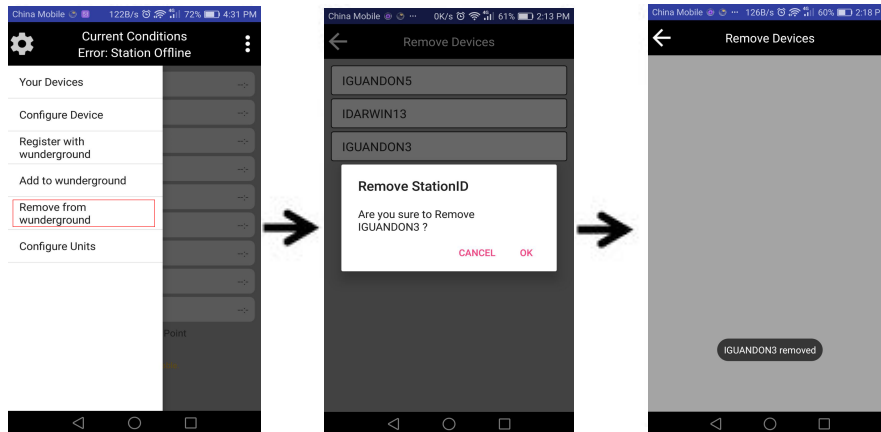 China Mobile 122B/s 72% 4:31 PM
Current Conditions
Error: Station Offline
Your Devices
Configure Device
Register with
wunderground
Add to wunderground
Remove from
wunderground
Configure Units
--:-
--:-
--:-
--:-
--:-
--:-
--:-
--:-
--:-
Point
China Mobile ··· 0K/s 4G 61% 2:13 PM
Remove Devices
IGUANDON5
IDARWIN13
IGUANDON3
Remove StationID
Are you sure to Remove
IGUANDON3 ?
CANCEL OK
China Mobile ··· 126B/s 4G 60% 2:18 P
Remove Devices
IGUANDON3 removed